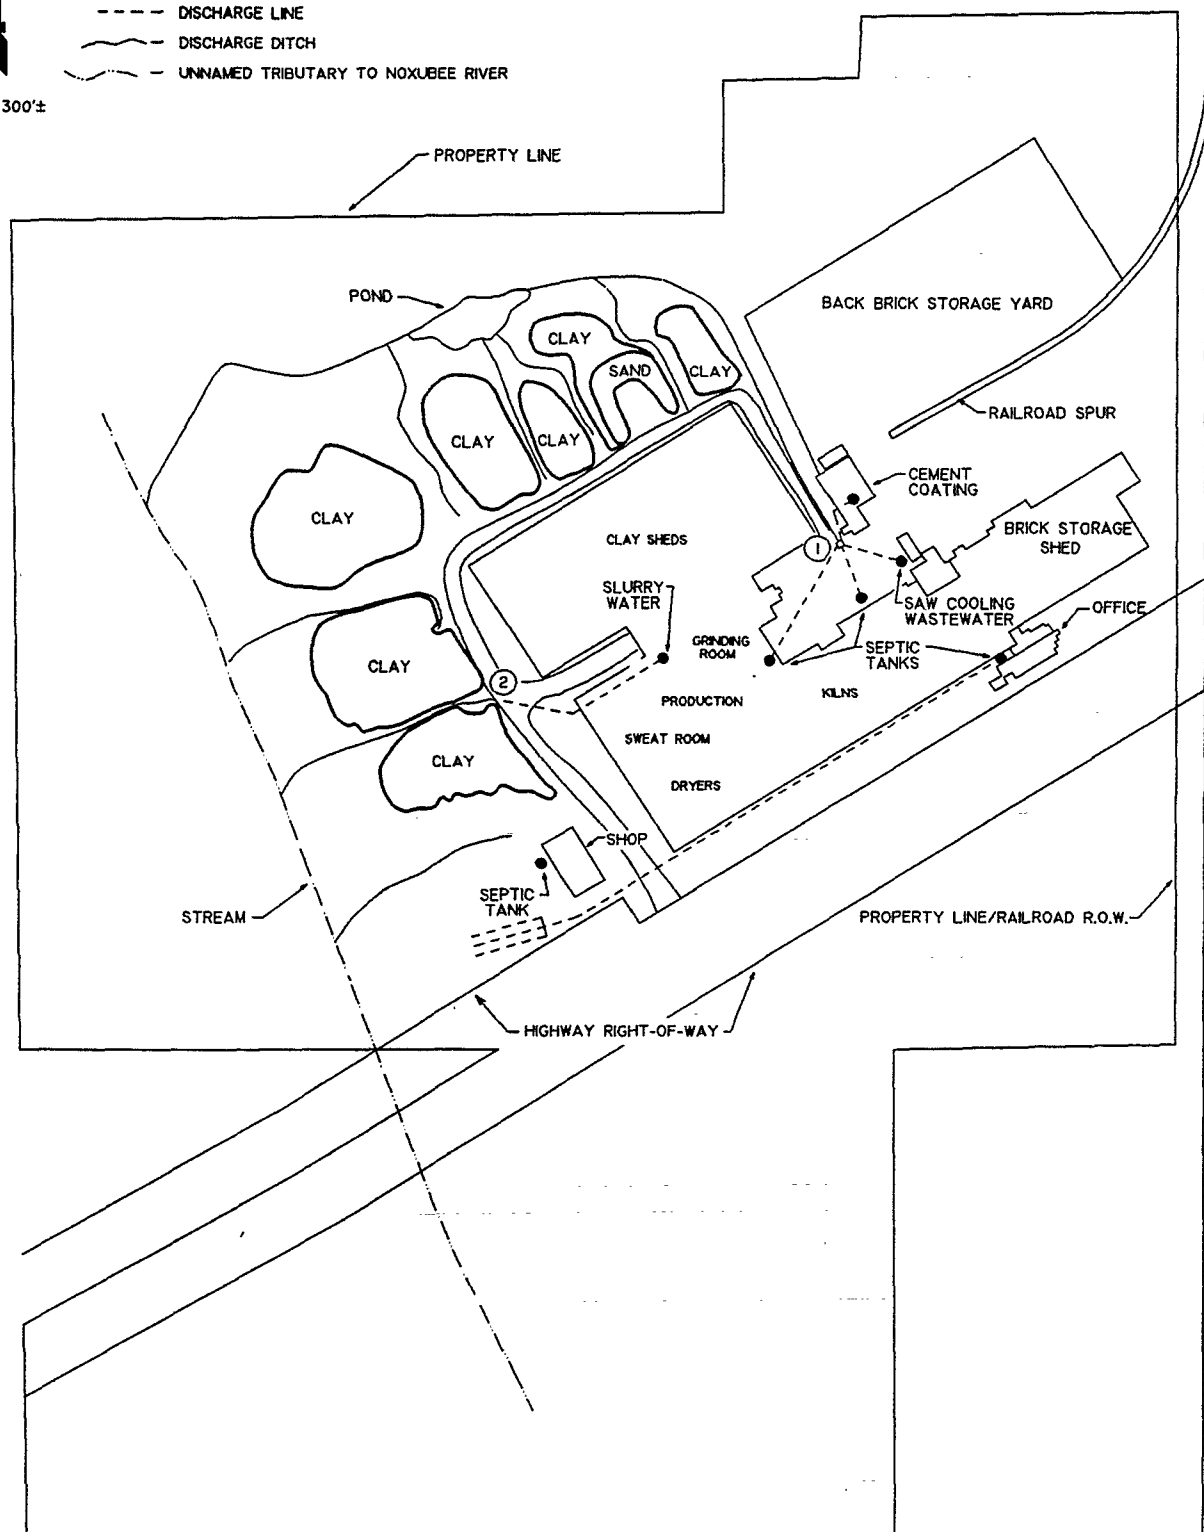 DISCHARGE LINE
DISCHARGE DITCH
UNNAMED TRIBUTARY TO NOXUBEE RIVER
300'±
PROPERTY LINE
POND
BACK BRICK STORAGE YARD
CLAY
SAND
CLAY
RAILROAD SPUR
CLAY
CLAY
CEMENT
COATING
CLAY
BRICK STORAGE
SHED
CLAY SHEDS
1
SLURRY
WATER
SAW COOLING
WASTEWATER
OFFICE
GRINDING
ROOM
SEPTIC
TANKS
CLAY
2
PRODUCTION
KILNS
SWEAT ROOM
CLAY
DRYERS
SHOP
SEPTIC
TANK
STREAM
PROPERTY LINE/RAILROAD R.O.W.
HIGHWAY RIGHT-OF-WAY